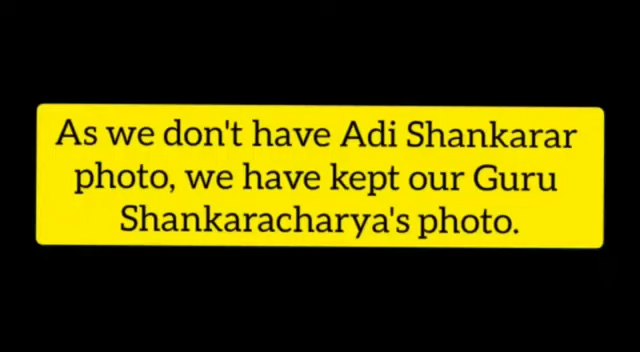 As we don't have Adi Shankarar
photo, we have kept our Guru
Shankaracharya's photo.